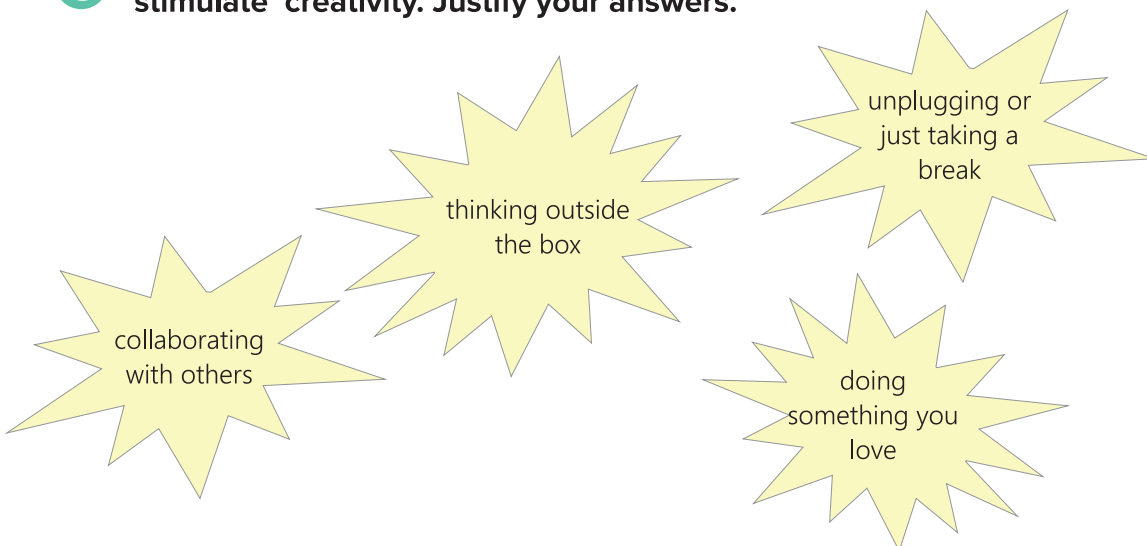 stimulate creativity. Justify your answers.
unplugging or
just taking a
break
thinking outside
the box
collaborating
with others
doing
something you
love